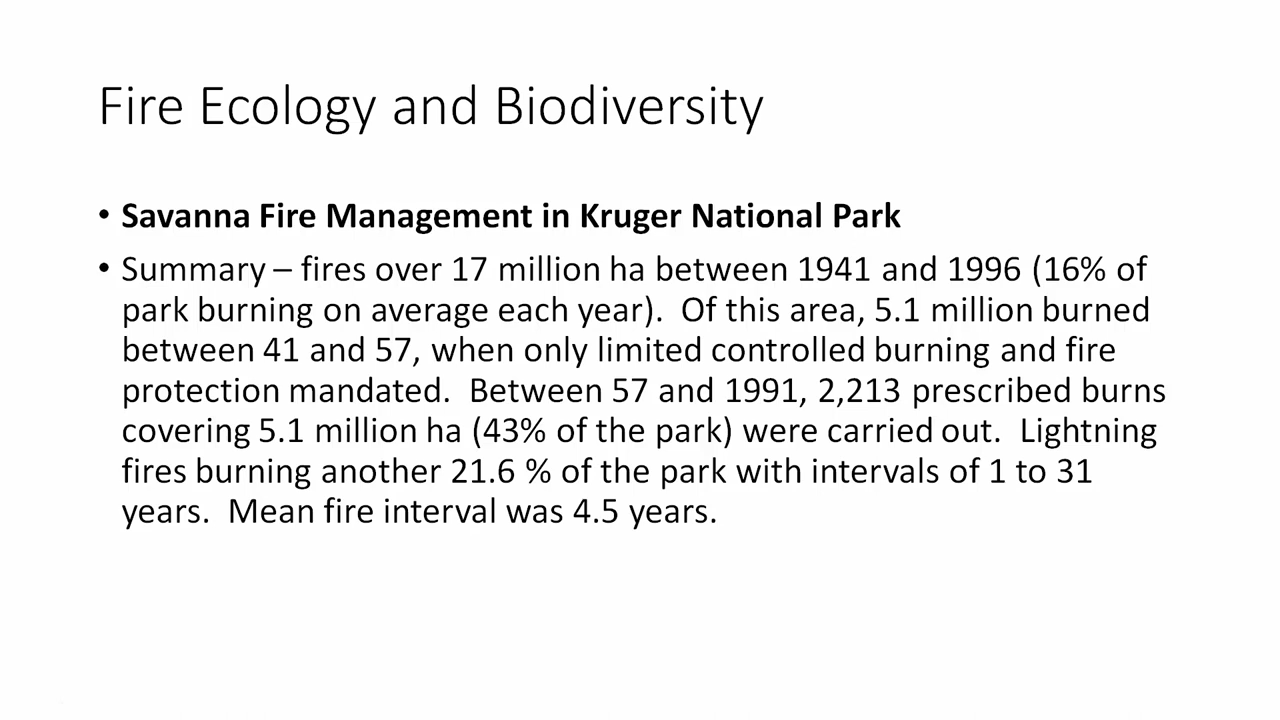 Fire Ecology and Biodiversity
• Savanna Fire Management in Kruger National Park
• Summary – fires over 17 million ha between 1941 and 1996 (16% of
park burning on average each year).  Of this area, 5.1 million burned
between 41 and 57, when only limited controlled burning and fire
protection mandated.  Between 57 and 1991, 2,213 prescribed burns
covering 5.1 million ha (43% of the park) were carried out.  Lightning
fires burning another 21.6 % of the park with intervals of 1 to 31
years.  Mean fire interval was 4.5 years.